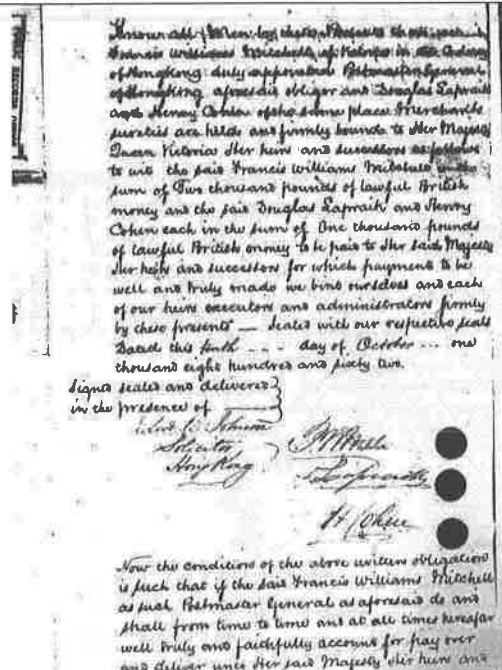 Know all Men by these Presents that we
Francis Williams Mitchell of Victoria in the Colony
of Hongkong duly appointed Postmaster General
of Hongkong aforesaid obligor and Douglas Lapraik
and Henry Cohen of the same place Merchants
sureties are held and firmly bound to Her Majesty
Queen Victoria Her heirs and successors as follows
to wit the said Francis Williams Mitchell in the
sum of Two thousand pounds of lawful British
money and the said Douglas Lapraik and Henry
Cohen each in the sum of One thousand pounds
of lawful British money to be paid to Her said Majesty
Her heirs and successors for which payment to be
well and truly made we bind ourselves and each
of our heirs executors and administrators firmly
by these presents — Sealed with our respective seals
Dated this tenth day of October one
thousand eight hundred and sixty two.
Signed sealed and delivered
in the presence of
Johnson
Solicitor
Hong Kong
Lapraik
H Cohen
Now the condition of the above written obligation
is such that if the said Francis Williams Mitchell
as such Postmaster General as aforesaid do and
shall from time to time and at all times hereafter
well truly and faithfully account for pay over
and deliver unto Her said Majesty Her heirs and